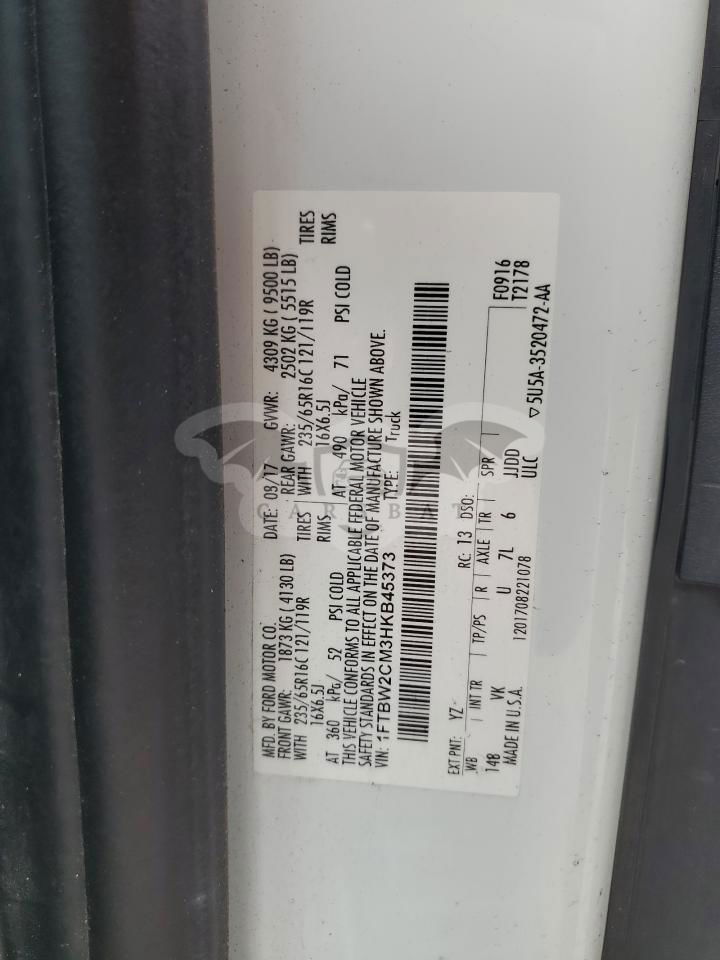 MFD. BY FORD MOTOR CO.
DATE: 08/17 GVWR: 4309 KG ( 9500 LB)
FRONT GAWR: 1873 KG ( 4130 LB)
REAR GAWR: 2502 KG ( 5515 LB)
WITH 235/65R16C 121/119R TIRES
WITH 235/65R16C 121/119R TIRES
16X6.5J RIMS
16X6.5J RIMS
AT 360 kPa/ 52 PSI COLD
AT 490 kPa/ 71 PSI COLD
THIS VEHICLE CONFORMS TO ALL APPLICABLE FEDERAL MOTOR VEHICLE
SAFETY STANDARDS IN EFFECT ON THE DATE OF MANUFACTURE SHOWN ABOVE.
VIN: 1FTBW2CM3HKB45373 TYPE: Truck
EXT PNT: YZ RC: 13 DSO:
WB INT TR TP/PS R AXLE TR SPR
148 VK U 7L 6 JJDD F0916
MADE IN U.S.A. 1201708221078 ULC T2178
▽5U5A-3520472-AA
CAR BAT